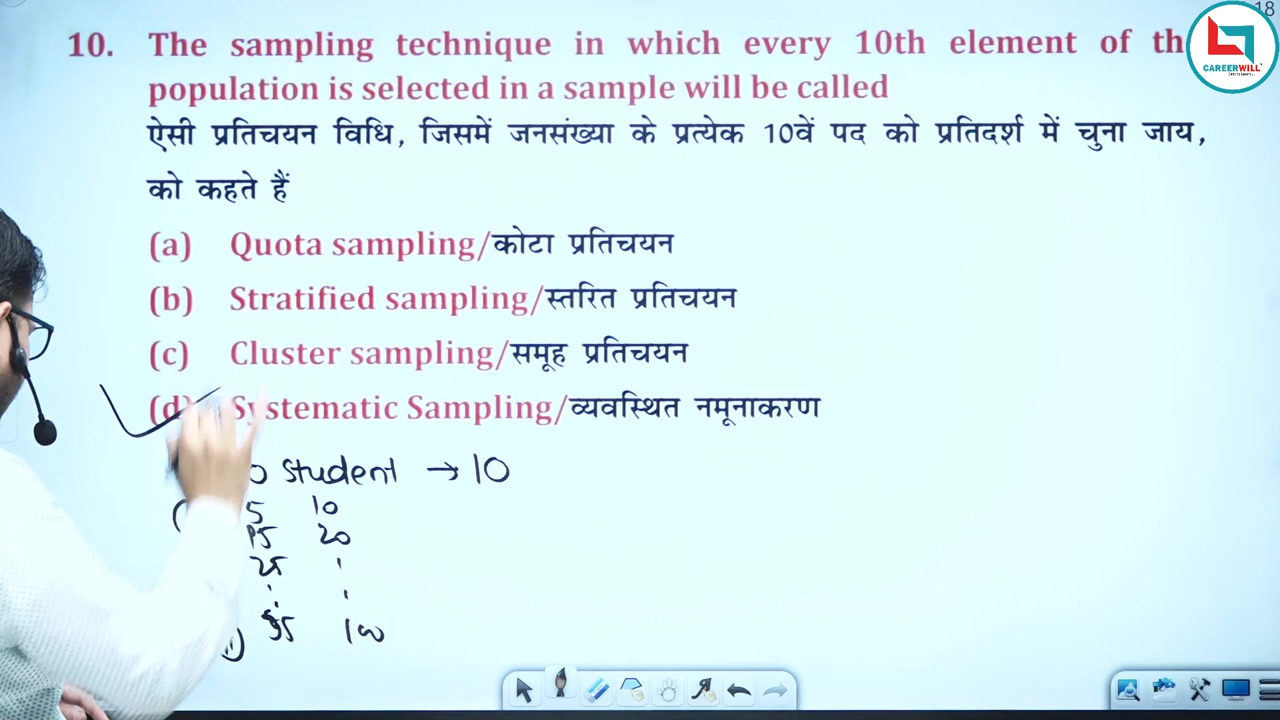 18
CAREERWILL
10. The sampling technique in which every 10th element of th
population is selected in a sample will be called
ऐसी प्रतिचयन विधि, जिसमें जनसंख्या के प्रत्येक 10वें पद को प्रतिदर्श में चुना जाय,
को कहते हैं
(a) Quota sampling/कोटा प्रतिचयन
(b) Stratified sampling/स्तरित प्रतिचयन
(c) Cluster sampling/समूह प्रतिचयन
(d) Systematic Sampling/व्यवस्थित नमूनाकरण
student → 10
5 10
15 20
25
95 100